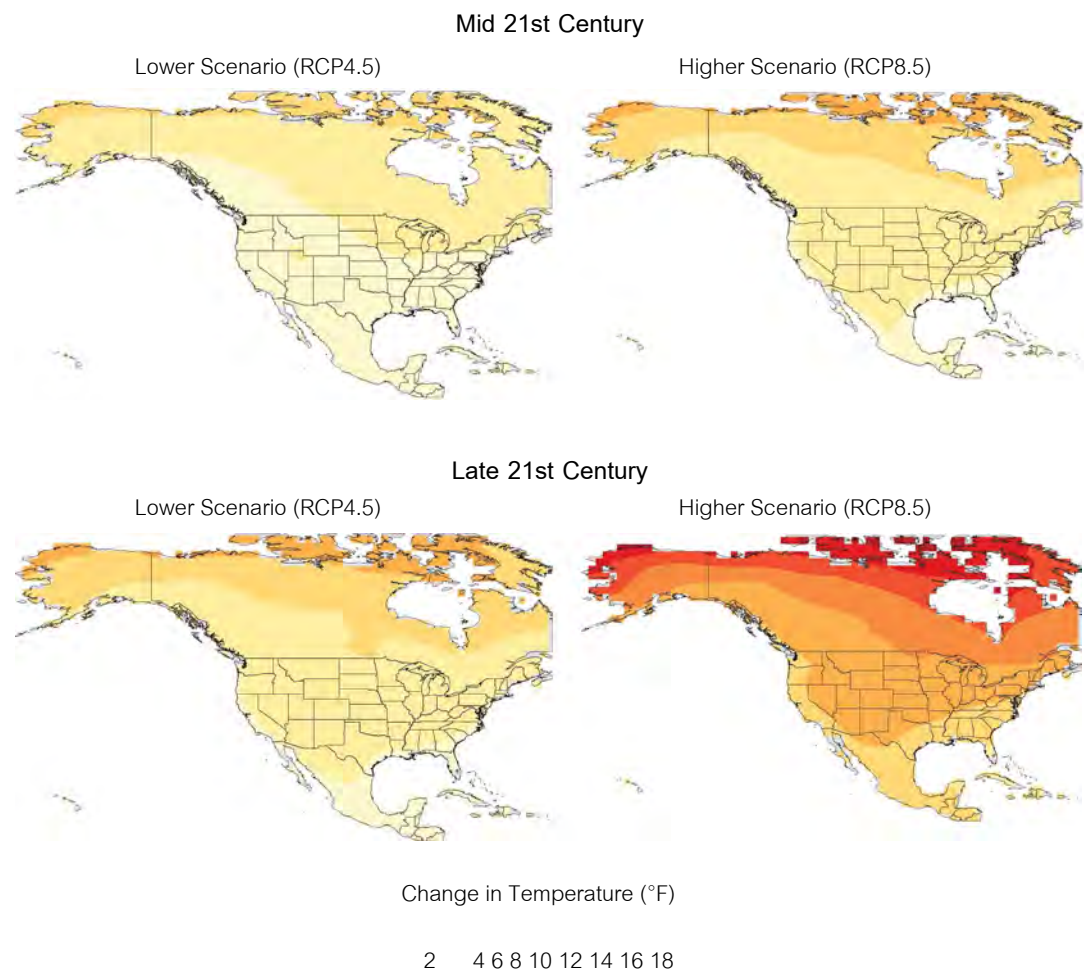 Mid 21st Century
Lower Scenario (RCP4.5)
Higher Scenario (RCP8.5)
Late 21st Century
Lower Scenario (RCP4.5)
Higher Scenario (RCP8.5)
Change in Temperature (°F)
2 4 6 8 10 12 14 16 18